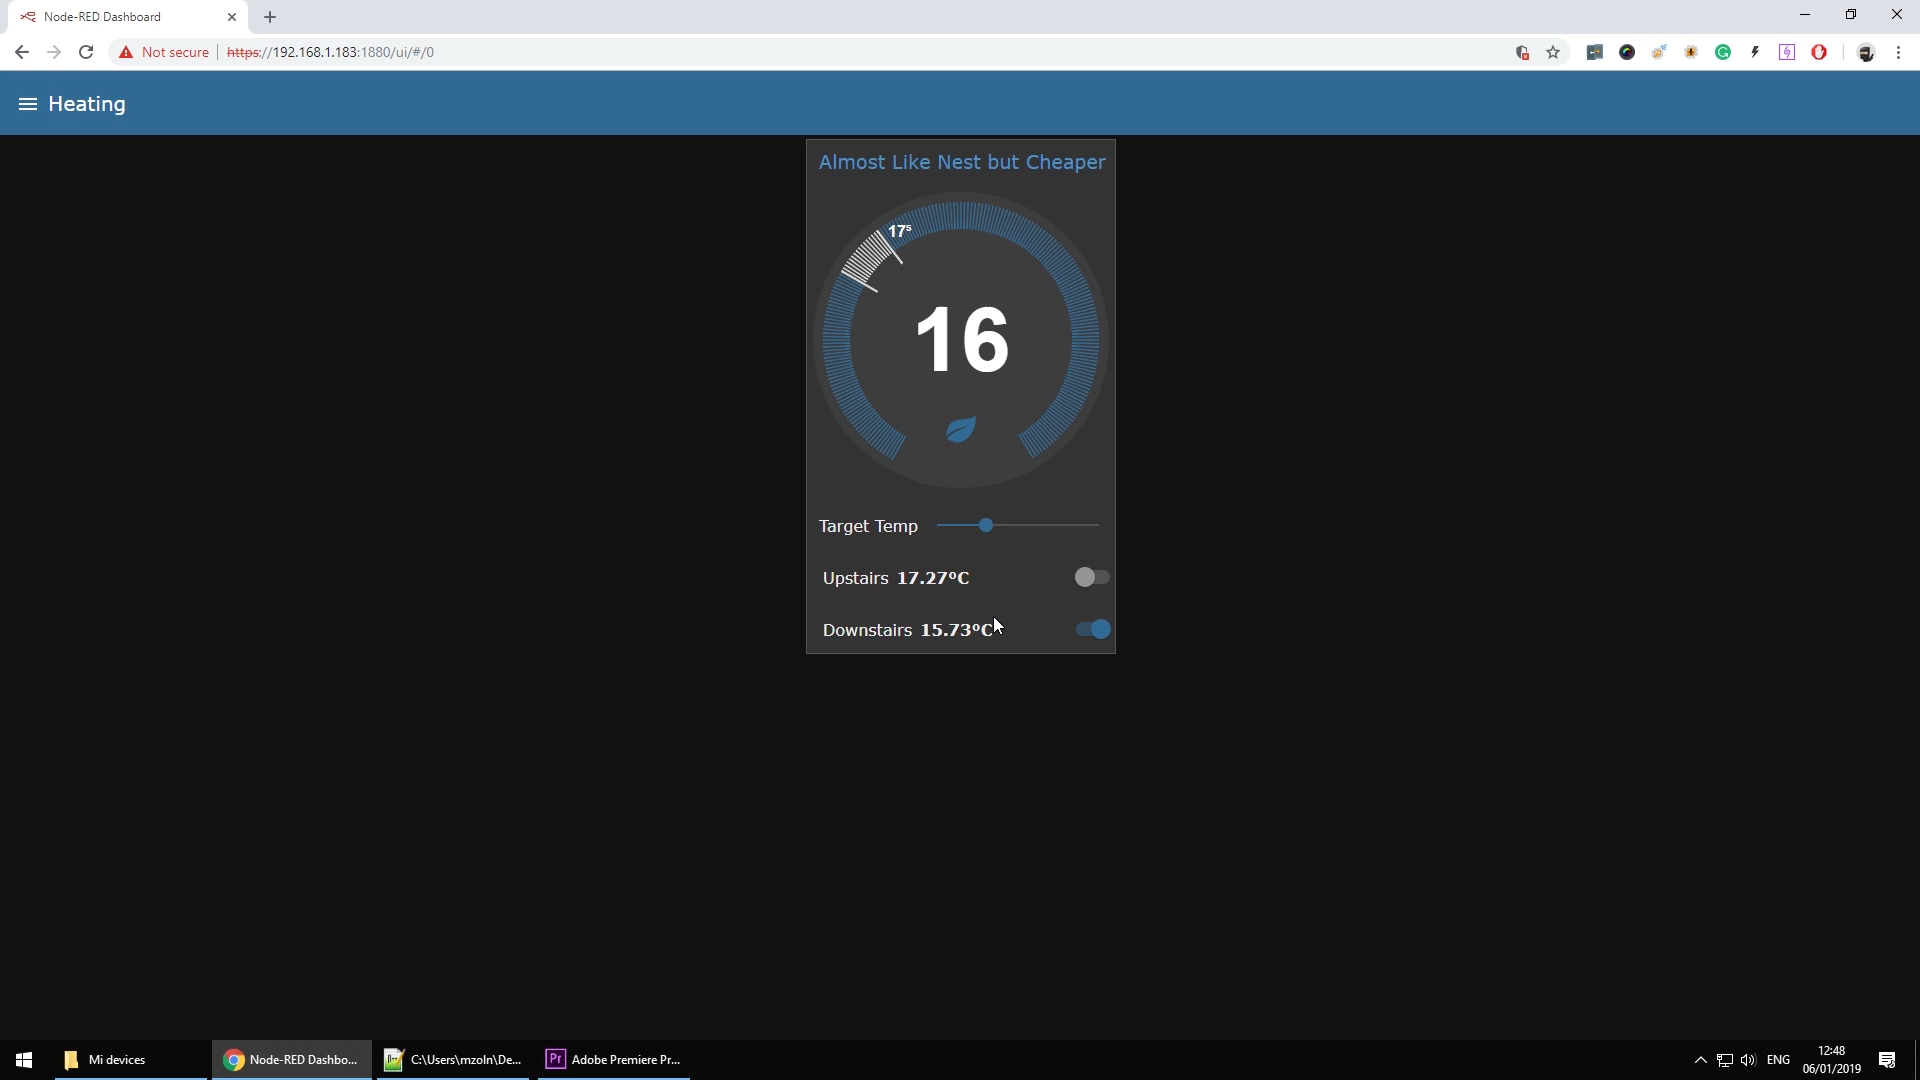 Node-RED Dashboard
Not secure
https://192.168.1.183:1880/ui/#/0
Heating
Almost Like Nest but Cheaper
17⁵
16
Target Temp
Upstairs 17.27°C
Downstairs 15.73°C
Mi devices
Node-RED Dashbo...
C:\Users\mzoln\De...
Pr
Adobe Premiere Pr...
ENG
12:48
06/01/2019